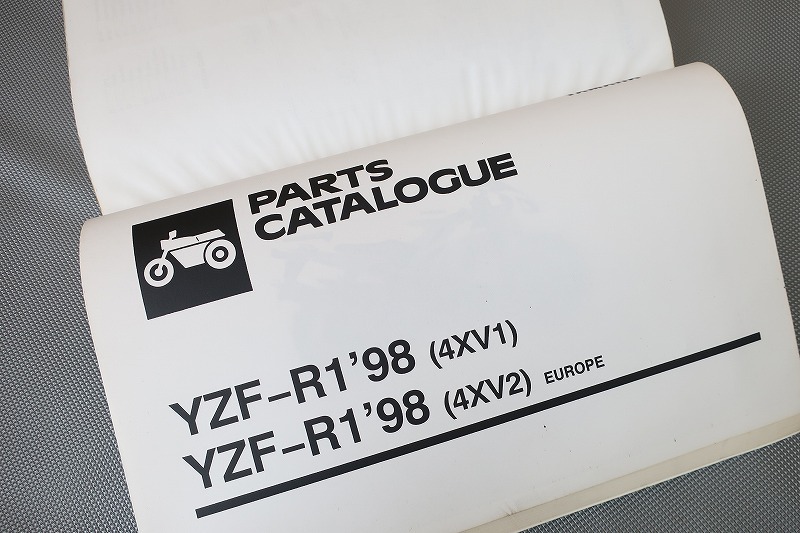 PARTS
CATALOGUE
YZF–R1’98 (4XV1)
YZF–R1’98 (4XV2) EUROPE